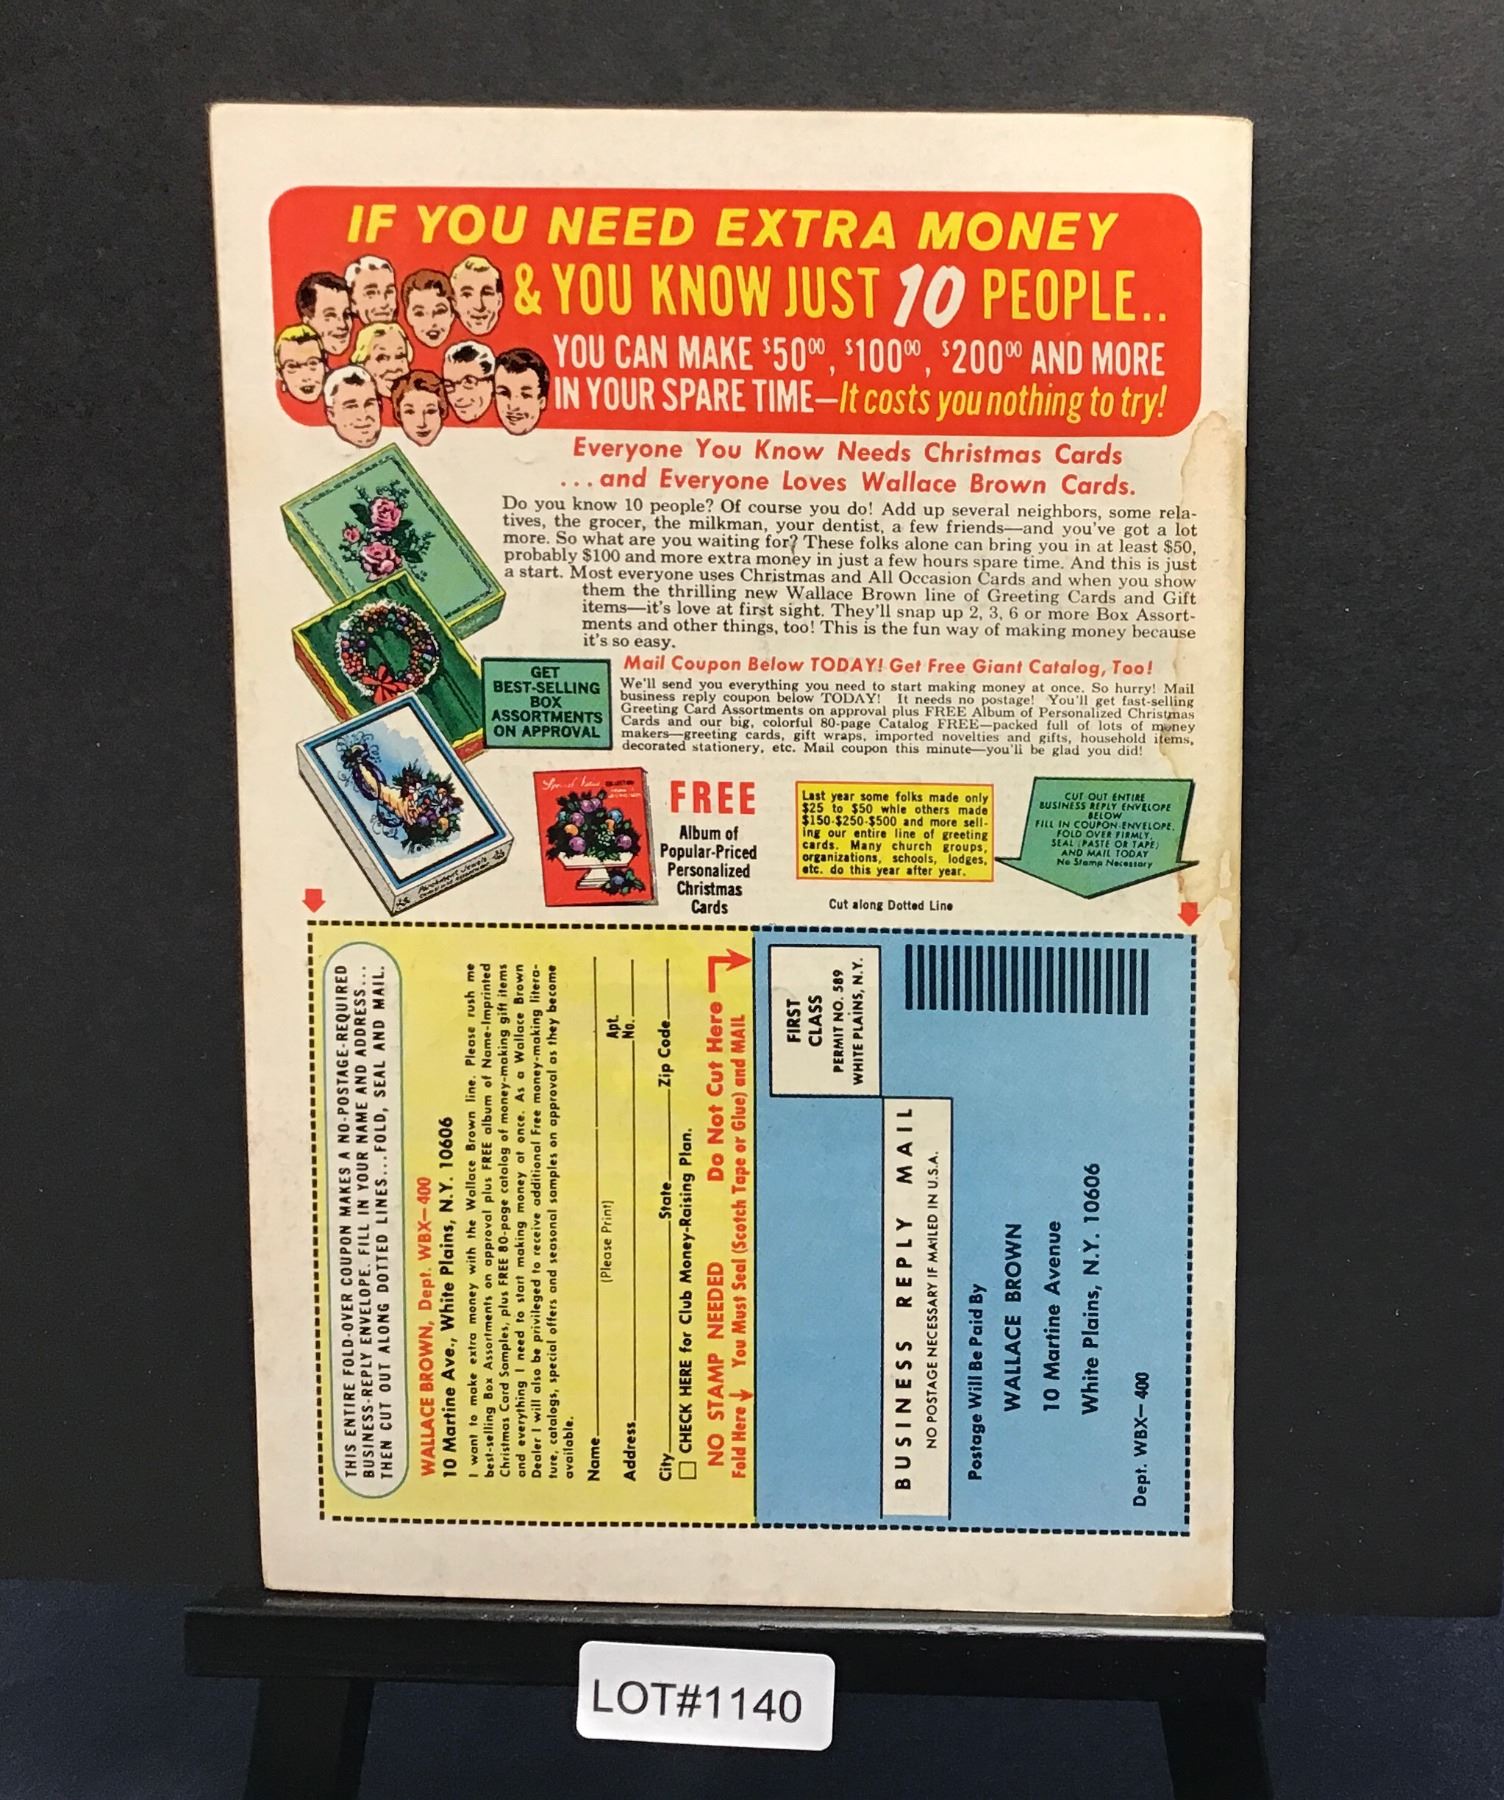 IF YOU NEED EXTRA MONEY
& YOU KNOW JUST 10 PEOPLE..
YOU CAN MAKE $50⁰⁰, $100⁰⁰, $200⁰⁰ AND MORE
IN YOUR SPARE TIME—It costs you nothing to try!
Everyone You Know Needs Christmas Cards
...and Everyone Loves Wallace Brown Cards.
Do you know 10 people? Of course you do! Add up several neighbors, some rela-
tives, the grocer, the milkman, your dentist, a few friends—and you've got a lot
more. So what are you waiting for? These folks alone can bring you in at least $50,
probably $100 and more extra money in just a few hours spare time. And this is just
a start. Most everyone uses Christmas and All Occasion Cards and when you show
them the thrilling new Wallace Brown line of Greeting Cards and Gift
items—it's love at first sight. They'll snap up 2, 3, 6 or more Box Assort-
ments and other things, too! This is the fun way of making money because
it's so easy.
GET
BEST-SELLING
BOX
ASSORTMENTS
ON APPROVAL
Mail Coupon Below TODAY! Get Free Giant Catalog, Too!
We'll send you everything you need to start making money at once. So hurry! Mail
business reply coupon below TODAY! It needs no postage! You'll get fast-selling
Greeting Card Assortments on approval plus FREE Album of Personalized Christmas
Cards and our big, colorful 80-page Catalog FREE—packed full of lots of money
makers—greeting cards, gift wraps, imported novelties and gifts, household items,
decorated stationery, etc. Mail coupon this minute—you'll be glad you did!
FREE
Album of
Popular-Priced
Personalized
Christmas
Cards
Last year some folks made only
$25 to $50 whle others made
$150-$250-$500 and more sell-
ing our entire line of greeting
cards. Many church groups,
organizations, schools, lodges,
etc. do this year after year.
Cut along Dotted Line
CUT OUT ENTIRE
BUSINESS REPLY ENVELOPE
BELOW
FILL IN COUPON-ENVELOPE,
FOLD OVER FIRMLY,
SEAL (PASTE OR TAPE)
AND MAIL TODAY
No Stamp Necessary
THIS ENTIRE FOLD-OVER COUPON MAKES A NO-POSTAGE-REQUIRED
BUSINESS-REPLY ENVELOPE. FILL IN YOUR NAME AND ADDRESS...
THEN CUT OUT ALONG DOTTED LINES...FOLD, SEAL AND MAIL.
WALLACE BROWN, Dept. WBX—400
10 Martine Ave., White Plains, N.Y. 10606
I want to make extra money with the Wallace Brown line. Please rush me
best-selling Box Assortments on approval plus FREE album of Name-Imprinted
Christmas Card Samples, plus FREE 80-page catalog of money-making gift items
and everything I need to start making money at once. As a Wallace Brown
Dealer I will also be privileged to receive additional Free money-making litera-
ture, catalogs, special offers and seasonal samples on approval as they become
available.
Name
(Please Print)
Address
Apt.
No.
City State Zip Code
CHECK HERE for Club Money-Raising Plan.
NO STAMP NEEDED Do Not Cut Here
Fold Here You Must Seal (Scotch Tape or Glue) and MAIL
FIRST
CLASS
PERMIT NO. 589
WHITE PLAINS, N.Y.
BUSINESS REPLY MAIL
NO POSTAGE NECESSARY IF MAILED IN U.S.A.
Postage Will Be Paid By
WALLACE BROWN
10 Martine Avenue
White Plains, N.Y. 10606
Dept. WBX—400
LOT#1140